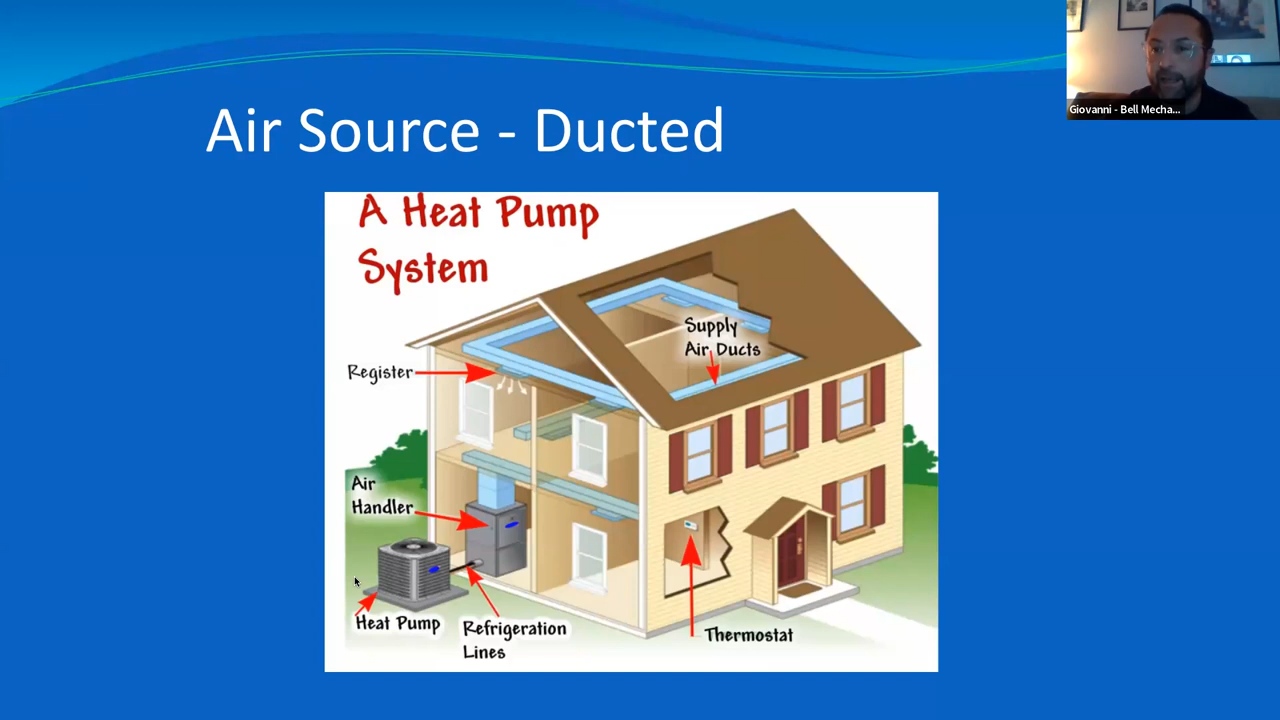 Giovanni - Bell Mecha...
Air Source - Ducted
A Heat Pump
System
Supply
Air Ducts
Register
Air
Handler
Heat Pump
Refrigeration
Lines
Thermostat